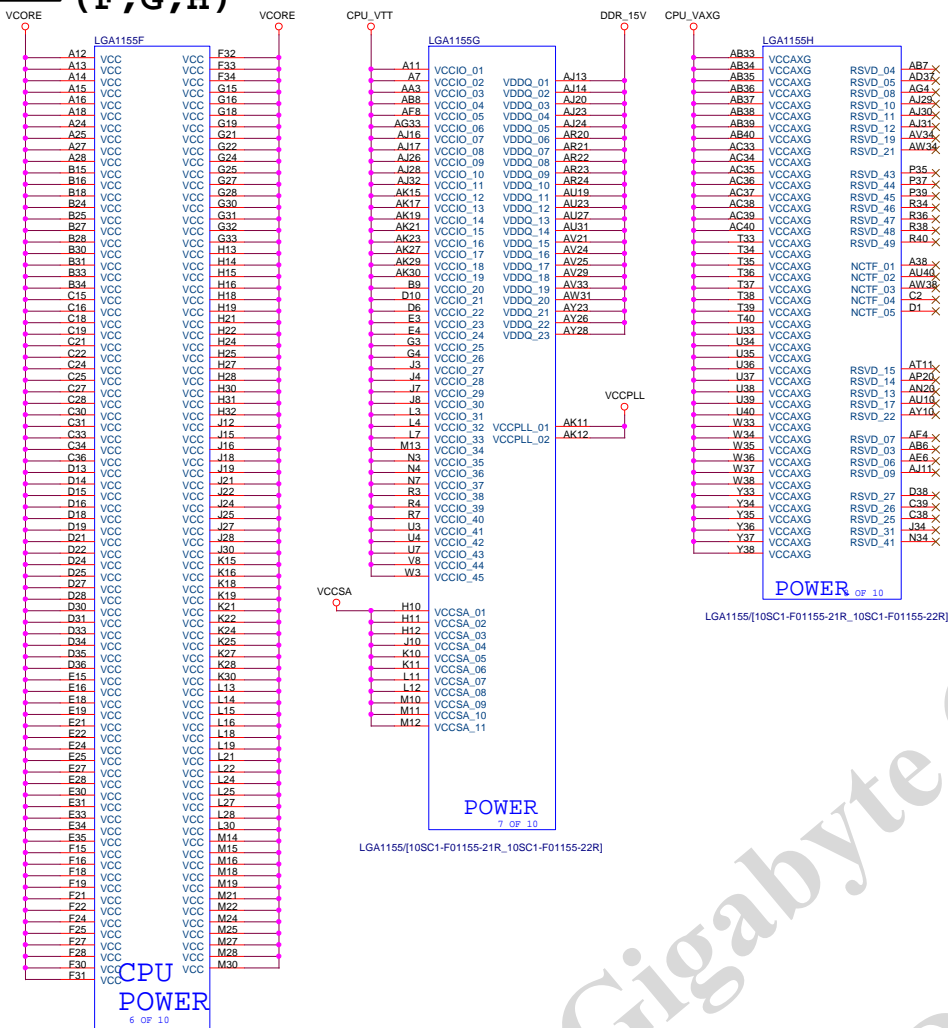 (F,G,H)
VCORE VCORE
LGA1155F
A12 VCC VCC F32
A13 VCC VCC F33
A14 VCC VCC F34
A15 VCC VCC G15
A16 VCC VCC G16
A18 VCC VCC G18
A24 VCC VCC G19
A25 VCC VCC G21
A27 VCC VCC G22
A28 VCC VCC G24
B15 VCC VCC G25
B16 VCC VCC G27
B18 VCC VCC G28
B24 VCC VCC G30
B25 VCC VCC G31
B27 VCC VCC G32
B28 VCC VCC G33
B30 VCC VCC H13
B31 VCC VCC H14
B33 VCC VCC H15
B34 VCC VCC H16
C15 VCC VCC H18
C16 VCC VCC H19
C18 VCC VCC H21
C19 VCC VCC H22
C21 VCC VCC H24
C22 VCC VCC H25
C24 VCC VCC H27
C25 VCC VCC H28
C27 VCC VCC H30
C28 VCC VCC H31
C30 VCC VCC H32
C31 VCC VCC J12
C33 VCC VCC J15
C34 VCC VCC J16
C36 VCC VCC J18
D13 VCC VCC J19
D14 VCC VCC J21
D15 VCC VCC J22
D16 VCC VCC J24
D18 VCC VCC J25
D19 VCC VCC J27
D21 VCC VCC J28
D22 VCC VCC J30
D24 VCC VCC K15
D25 VCC VCC K16
D27 VCC VCC K18
D28 VCC VCC K19
D30 VCC VCC K21
D31 VCC VCC K22
D33 VCC VCC K24
D34 VCC VCC K25
D35 VCC VCC K27
D36 VCC VCC K28
E15 VCC VCC K30
E16 VCC VCC L13
E18 VCC VCC L14
E19 VCC VCC L15
E21 VCC VCC L16
E22 VCC VCC L18
E24 VCC VCC L19
E25 VCC VCC L21
E27 VCC VCC L22
E28 VCC VCC L24
E30 VCC VCC L25
E31 VCC VCC L27
E33 VCC VCC L28
E34 VCC VCC L30
E35 VCC VCC M14
F15 VCC VCC M15
F16 VCC VCC M16
F18 VCC VCC M18
F19 VCC VCC M19
F21 VCC VCC M21
F22 VCC VCC M22
F24 VCC VCC M24
F25 VCC VCC M25
F27 VCC VCC M27
F28 VCC VCC M28
F30 VCC VCC M30
F31 VCC
CPU
POWER
6 OF 10
CPU_VTT DDR_15V
LGA1155G
A11 VCCIO_01
A7 VCCIO_02 VDDQ_01 AJ13
AA3 VCCIO_03 VDDQ_02 AJ14
AB8 VCCIO_04 VDDQ_03 AJ20
AF8 VCCIO_05 VDDQ_04 AJ23
AG33 VCCIO_06 VDDQ_05 AJ24
AJ16 VCCIO_07 VDDQ_06 AR20
AJ17 VCCIO_08 VDDQ_07 AR21
AJ26 VCCIO_09 VDDQ_08 AR22
AJ28 VCCIO_10 VDDQ_09 AR23
AJ32 VCCIO_11 VDDQ_10 AR24
AK15 VCCIO_12 VDDQ_11 AU19
AK17 VCCIO_13 VDDQ_12 AU23
AK19 VCCIO_14 VDDQ_13 AU27
AK21 VCCIO_15 VDDQ_14 AU31
AK23 VCCIO_16 VDDQ_15 AV21
AK27 VCCIO_17 VDDQ_16 AV24
AK29 VCCIO_18 VDDQ_17 AV25
AK30 VCCIO_19 VDDQ_18 AV29
B9 VCCIO_20 VDDQ_19 AV33
D10 VCCIO_21 VDDQ_20 AW31
D6 VCCIO_22 VDDQ_21 AY23
E3 VCCIO_23 VDDQ_22 AY26
E4 VCCIO_24 VDDQ_23 AY28
G3 VCCIO_25
G4 VCCIO_26
J3 VCCIO_27
J4 VCCIO_28
J7 VCCIO_29
J8 VCCIO_30
VCCPLL
L3 VCCIO_31
L4 VCCIO_32 VCCPLL_01 AK11
L7 VCCIO_33 VCCPLL_02 AK12
M13 VCCIO_34
N3 VCCIO_35
N4 VCCIO_36
N7 VCCIO_37
R3 VCCIO_38
R4 VCCIO_39
R7 VCCIO_40
U3 VCCIO_41
U4 VCCIO_42
U7 VCCIO_43
V8 VCCIO_44
W3 VCCIO_45
VCCSA
H10 VCCSA_01
H11 VCCSA_02
H12 VCCSA_03
J10 VCCSA_04
K10 VCCSA_05
K11 VCCSA_06
L11 VCCSA_07
L12 VCCSA_08
M10 VCCSA_09
M11 VCCSA_10
M12 VCCSA_11
POWER
7 OF 10
LGA1155/[10SC1-F01155-21R_10SC1-F01155-22R]
CPU_VAXG
LGA1155H
AB33 VCCAXG
AB34 VCCAXG RSVD_04 AB7
AB35 VCCAXG RSVD_05 AD37
AB36 VCCAXG RSVD_08 AG4
AB37 VCCAXG RSVD_10 AJ29
AB38 VCCAXG RSVD_11 AJ30
AB39 VCCAXG RSVD_12 AJ31
AB40 VCCAXG RSVD_19 AV34
AC33 VCCAXG RSVD_21 AW34
AC34 VCCAXG
AC35 VCCAXG RSVD_43 P35
AC36 VCCAXG RSVD_44 P37
AC37 VCCAXG RSVD_45 P39
AC38 VCCAXG RSVD_46 R34
AC39 VCCAXG RSVD_47 R36
AC40 VCCAXG RSVD_48 R38
T33 VCCAXG RSVD_49 R40
T34 VCCAXG
T35 VCCAXG NCTF_01 A38
T36 VCCAXG NCTF_02 AU40
T37 VCCAXG NCTF_03 AW38
T38 VCCAXG NCTF_04 C2
T39 VCCAXG NCTF_05 D1
T40 VCCAXG
U33 VCCAXG
U34 VCCAXG
U35 VCCAXG
U36 VCCAXG RSVD_15 AT11
U37 VCCAXG RSVD_14 AP20
U38 VCCAXG RSVD_13 AN20
U39 VCCAXG RSVD_17 AU10
U40 VCCAXG RSVD_22 AY10
W33 VCCAXG
W34 VCCAXG RSVD_07 AF4
W35 VCCAXG RSVD_03 AB6
W36 VCCAXG RSVD_06 AE6
W37 VCCAXG RSVD_09 AJ11
W38 VCCAXG
Y33 VCCAXG RSVD_27 D38
Y34 VCCAXG RSVD_26 C39
Y35 VCCAXG RSVD_25 C38
Y36 VCCAXG RSVD_31 J34
Y37 VCCAXG RSVD_41 N34
Y38 VCCAXG
POWER
OF 10
LGA1155/[10SC1-F01155-21R_10SC1-F01155-22R]
Gigabyte